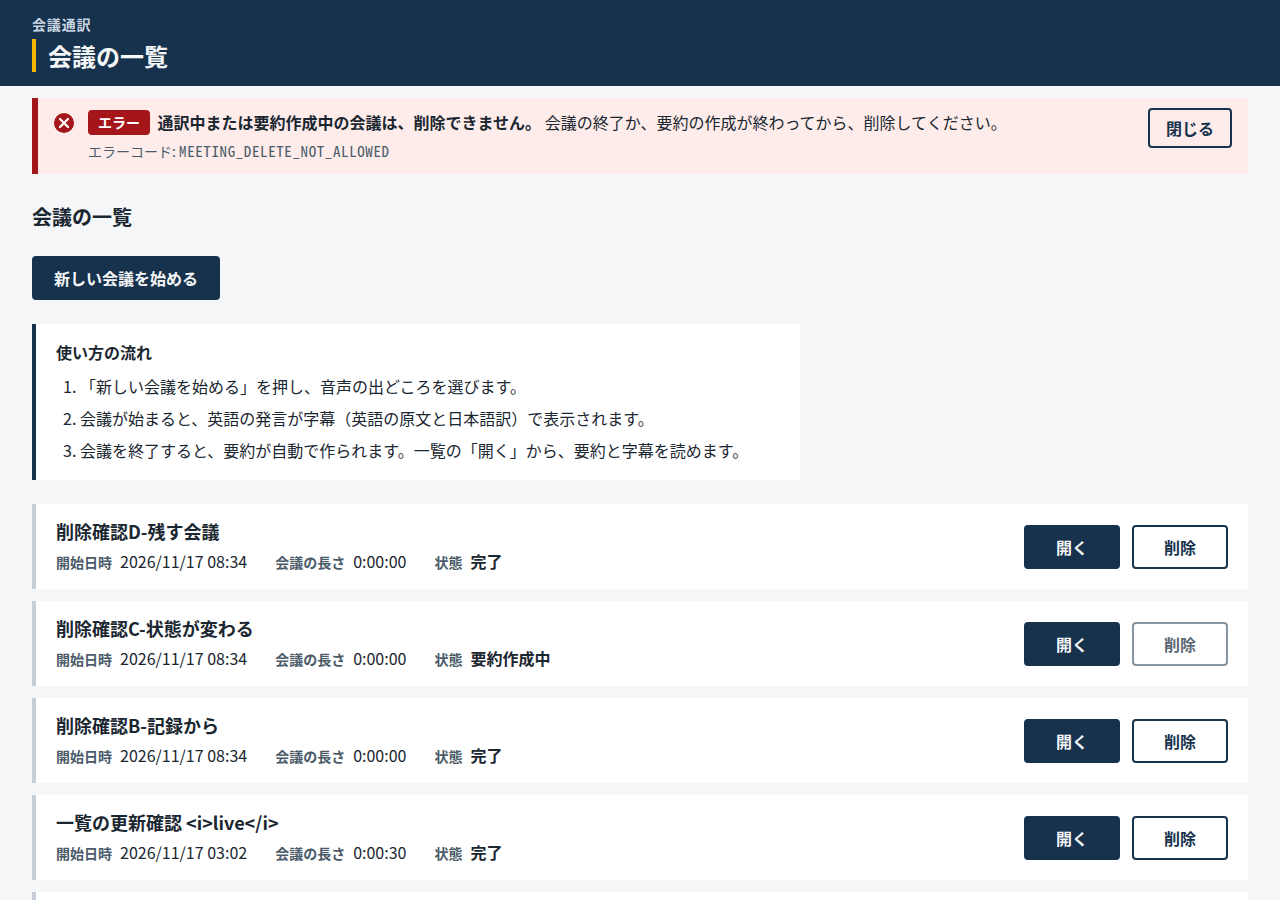 会議通訳
会議の一覧
エラー 通訳中または要約作成中の会議は、削除できません。 会議の終了か、要約の作成が終わってから、削除してください。
閉じる
エラーコード: MEETING_DELETE_NOT_ALLOWED
会議の一覧
新しい会議を始める
使い方の流れ
1. 「新しい会議を始める」を押し、音声の出どころを選びます。
2. 会議が始まると、英語の発言が字幕（英語の原文と日本語訳）で表示されます。
3. 会議を終了すると、要約が自動で作られます。一覧の「開く」から、要約と字幕を読めます。
削除確認D-残す会議
開始日時 2026/11/17 08:34 会議の長さ 0:00:00 状態 完了
開く 削除
削除確認C-状態が変わる
開始日時 2026/11/17 08:34 会議の長さ 0:00:00 状態 要約作成中
開く 削除
削除確認B-記録から
開始日時 2026/11/17 08:34 会議の長さ 0:00:00 状態 完了
開く 削除
一覧の更新確認 <i>live</i>
開始日時 2026/11/17 03:02 会議の長さ 0:00:30 状態 完了
開く 削除